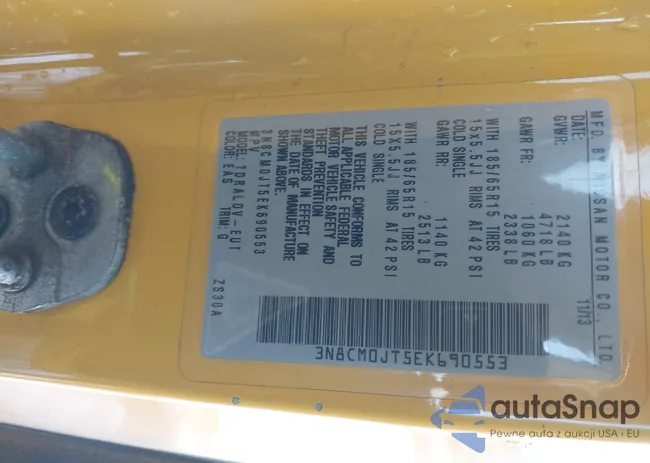 MFD. BY NISSAN MOTOR CO., LTD.
DATE: 11/13
GVWR: 2140 KG
4718 LB
GAWR FR: 1060 KG
2338 LB
WITH 185/65R15 TIRES
15X5.5JJ RIMS AT 42 PSI
COLD SINGLE
GAWR RR: 1140 KG
2513 LB
WITH 185/65R15 TIRES
15X5.5JJ RIMS AT 42 PSI
COLD SINGLE
THIS VEHICLE CONFORMS TO
ALL APPLICABLE FEDERAL
MOTOR VEHICLE SAFETY AND
THEFT PREVENTION
STANDARDS IN EFFECT ON
THE DATE OF MANUFACTURE
SHOWN ABOVE.
3N8CM0JT5EK690553
MPV
MODEL: TDRALDV-EUT
COLOR: EAS TRIM: G
ZS30A
3N8CM0JT5EK690553
autaSnap
Pewne auta z aukcji USA i EU